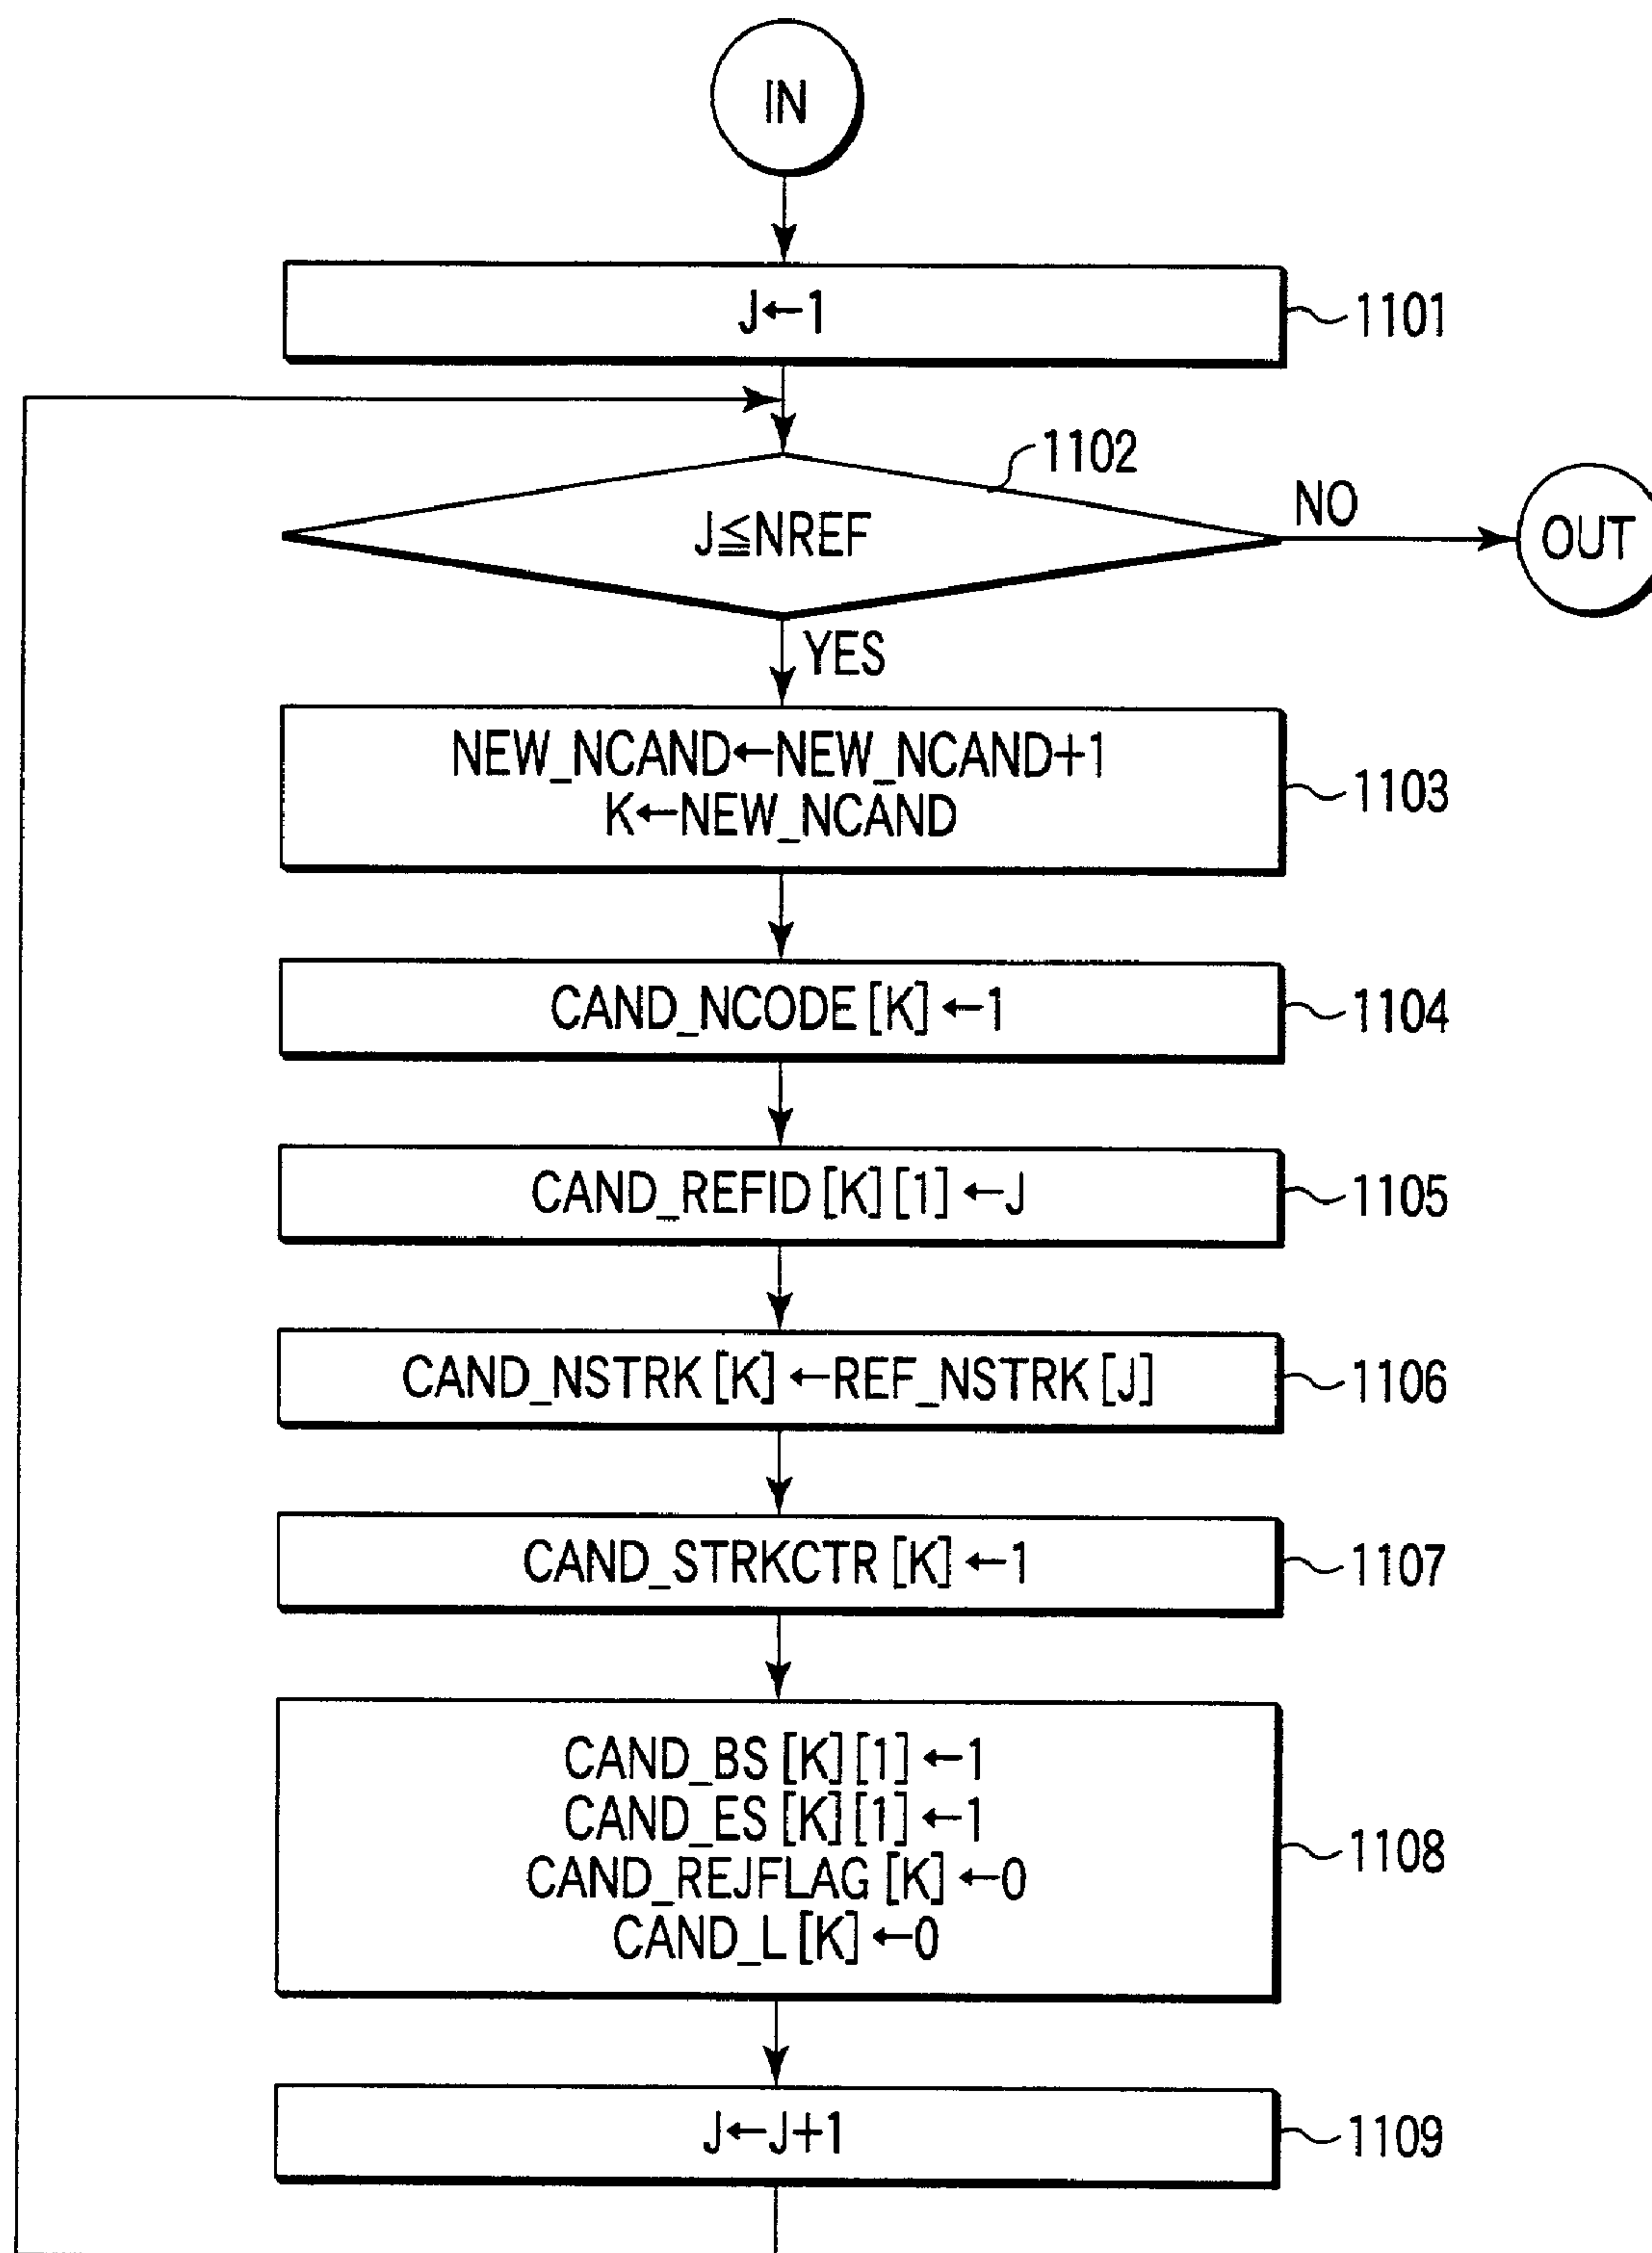 IN
J←1
1101
1102
J≦NREF
NO
OUT
YES
NEW_NCAND←NEW_NCAND+1
K←NEW_NCAND
1103
CAND_NCODE[K]←1
1104
CAND_REFID[K][1]←J
1105
CAND_NSTRK[K]←REF_NSTRK[J]
1106
CAND_STRKCTR[K]←1
1107
CAND_BS[K][1]←1
CAND_ES[K][1]←1
CAND_REJFLAG[K]←0
CAND_L[K]←0
1108
J←J+1
1109